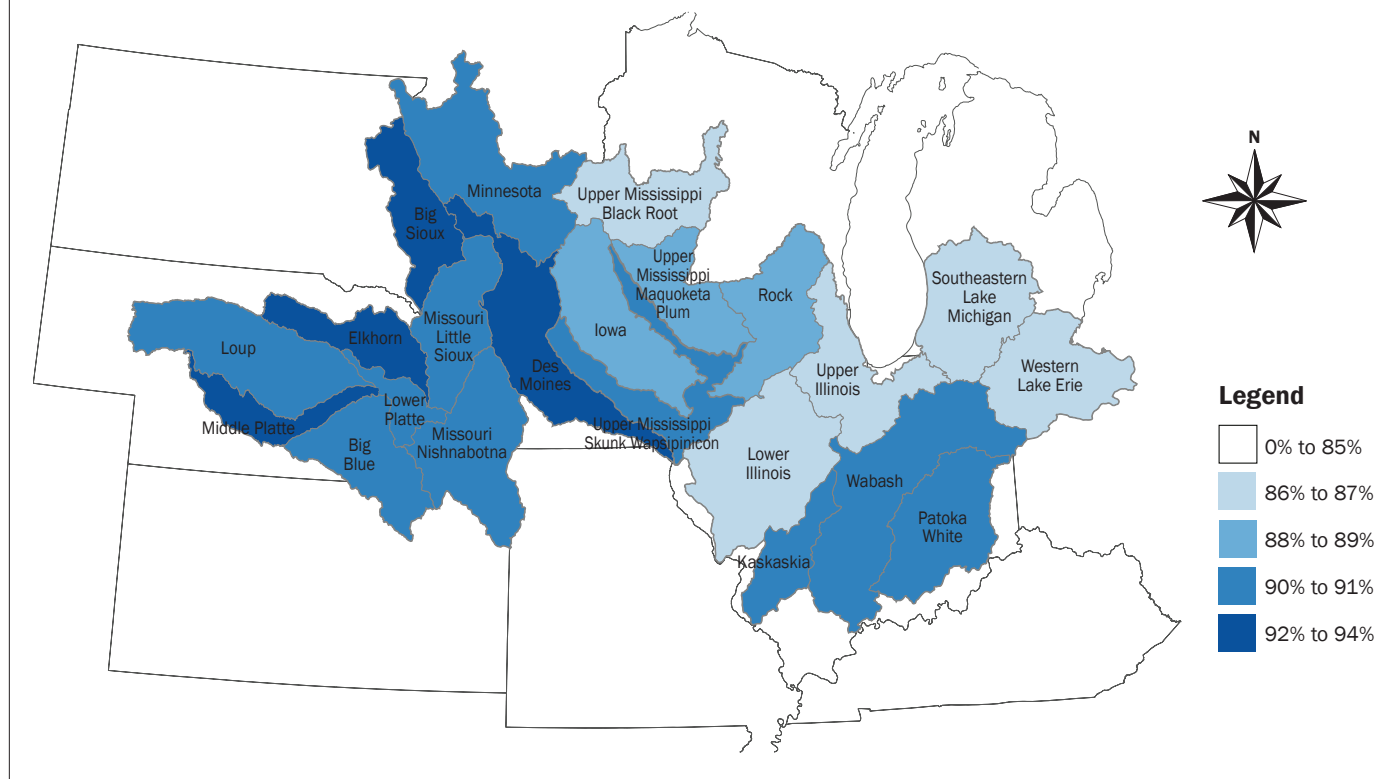 N
Minnesota
Upper Mississippi
Black Root
Big
Sioux
Upper
Mississippi
Maquoketa
Plum
Rock
Southeastern
Lake
Michigan
Missouri
Little
Sioux
Iowa
Elkhorn
Loup
Des
Moines
Upper
Illinois
Western
Lake Erie
Lower
Platte
Middle Platte
Big
Blue
Missouri
Nishnabotna
Upper Mississippi
Skunk Wapsipinicon
Lower
Illinois
Wabash
Patoka
White
Kaskaskia
Legend
0% to 85%
86% to 87%
88% to 89%
90% to 91%
92% to 94%